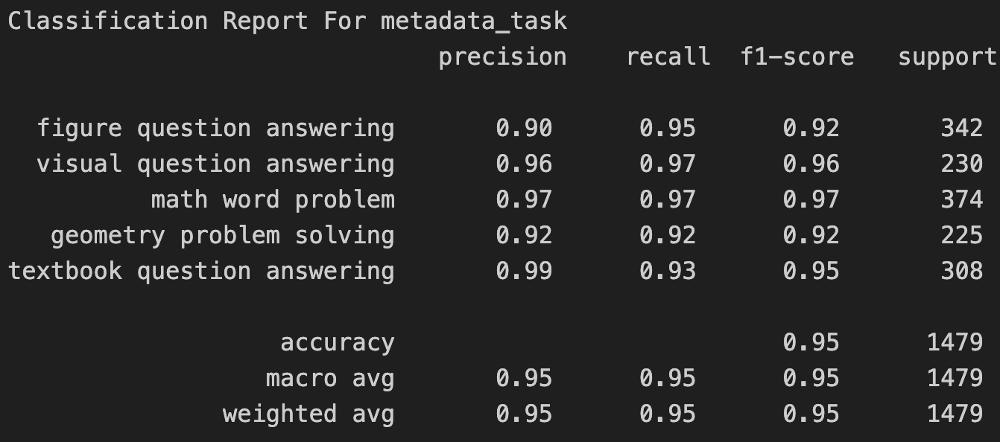 Classification Report For metadata_task
precision recall f1-score support
figure question answering 0.90 0.95 0.92 342
visual question answering 0.96 0.97 0.96 230
math word problem 0.97 0.97 0.97 374
geometry problem solving 0.92 0.92 0.92 225
textbook question answering 0.99 0.93 0.95 308
accuracy 0.95 1479
macro avg 0.95 0.95 0.95 1479
weighted avg 0.95 0.95 0.95 1479